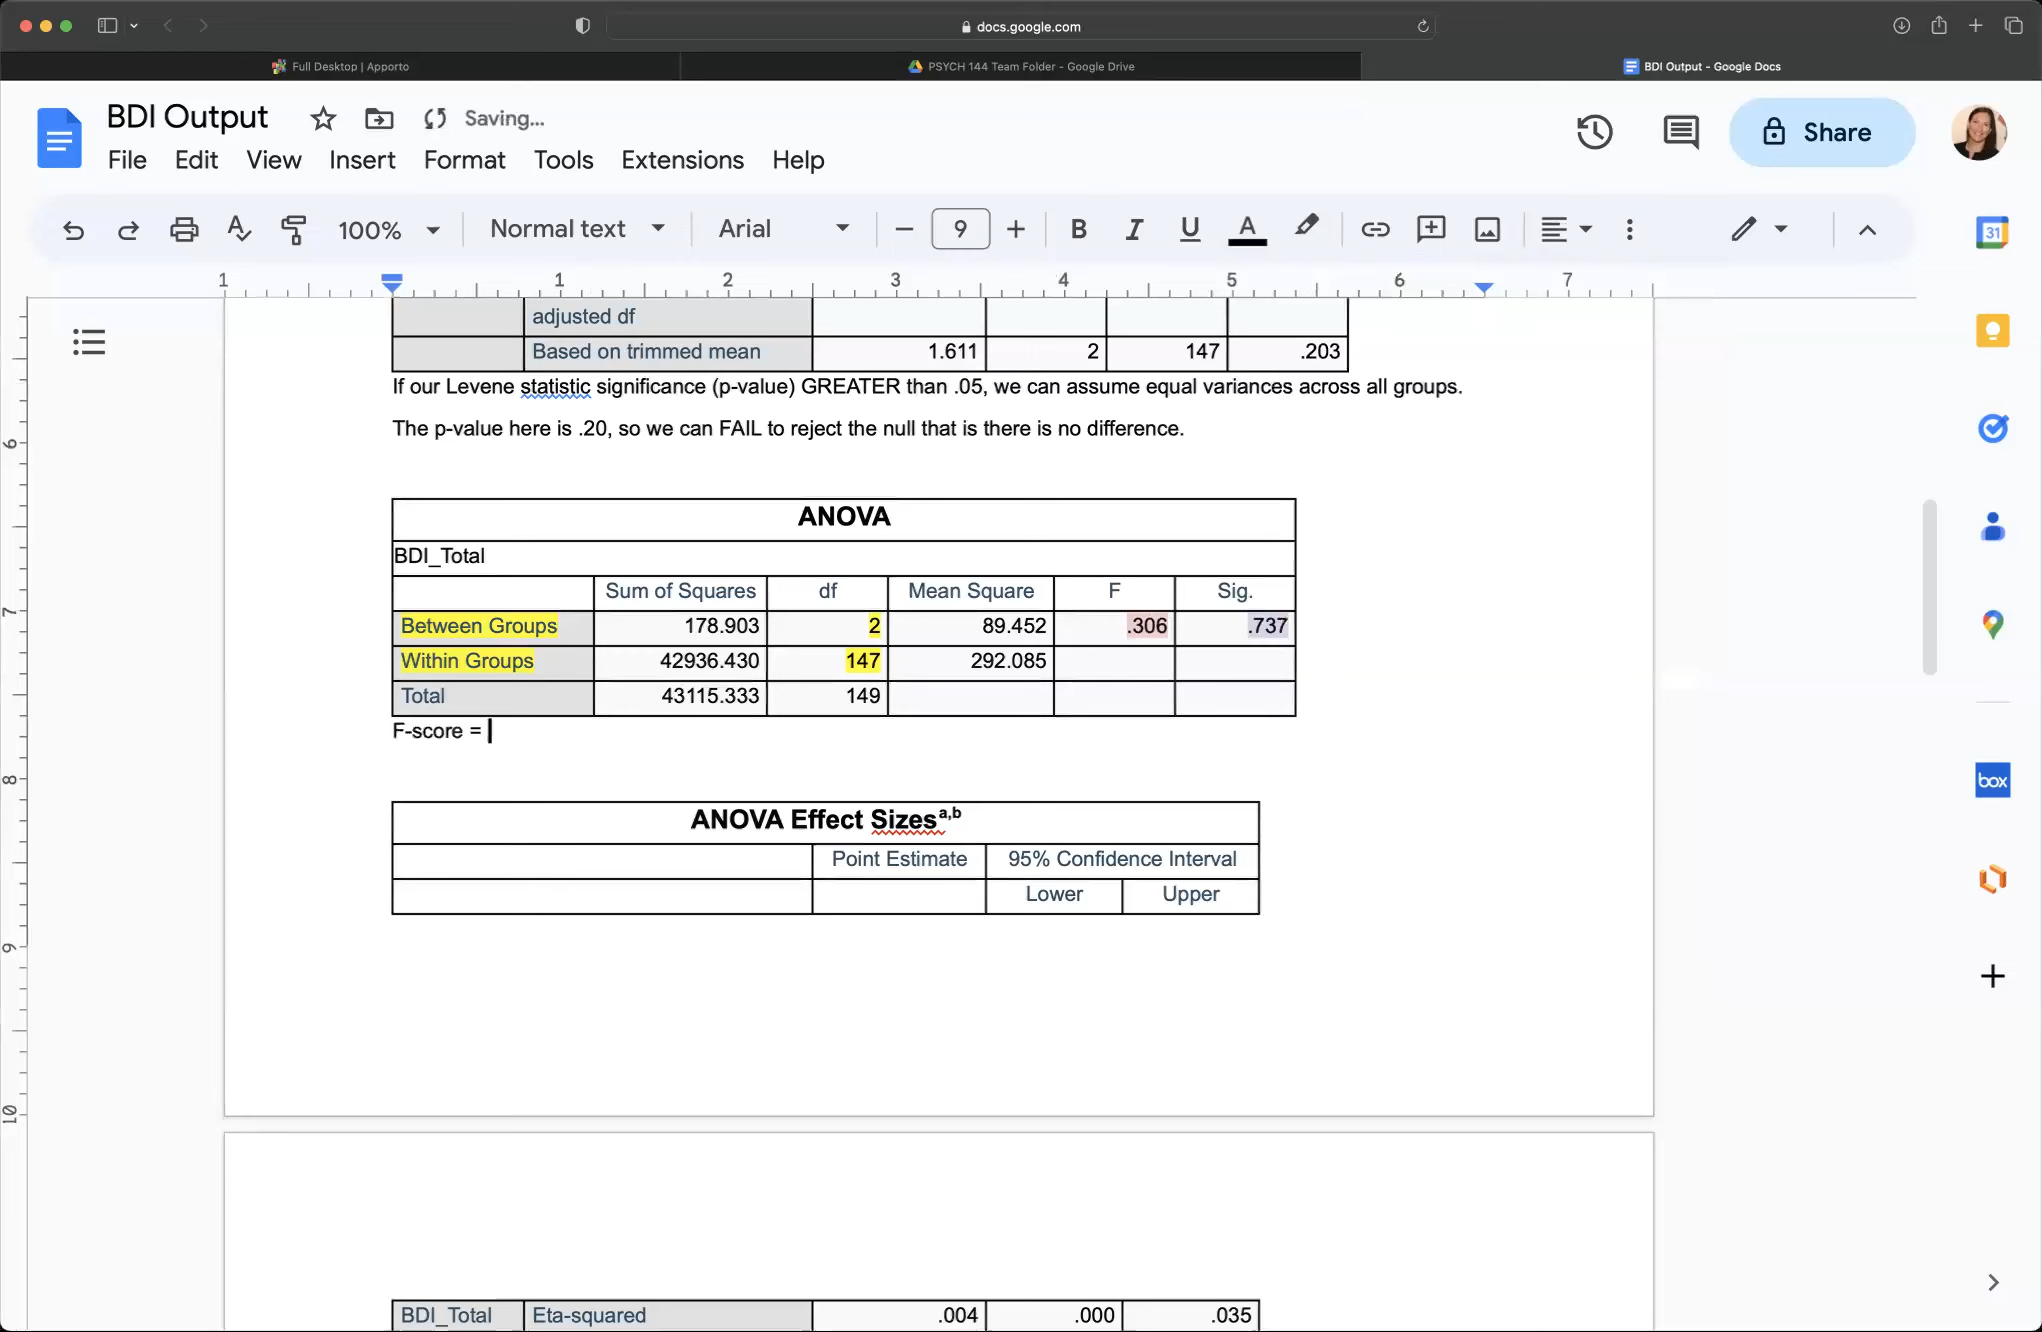 docs.google.com
Full Desktop | Apporto
PSYCH 144 Team Folder - Google Drive
BDI Output - Google Docs
BDI Output
Saving...
File Edit View Insert Format Tools Extensions Help
Share
100% Normal text Arial 9 B I U A
31
1 1 2 3 4 5 6 7
adjusted df
Based on trimmed mean 1.611 2 147 .203
If our Levene statistic significance (p-value) GREATER than .05, we can assume equal variances across all groups.
The p-value here is .20, so we can FAIL to reject the null that is there is no difference.
6
ANOVA
BDI_Total
Sum of Squares df Mean Square F Sig.
7
Between Groups 178.903 2 89.452 .306 .737
Within Groups 42936.430 147 292.085
Total 43115.333 149
F-score =
8
box
ANOVA Effect Sizes a,b
Point Estimate 95% Confidence Interval
Lower Upper
9
10
BDI_Total Eta-squared .004 .000 .035